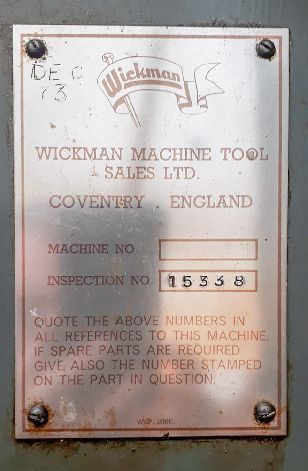 DEC
73
Wickman
WICKMAN MACHINE TOOL
SALES LTD.
COVENTRY . ENGLAND
MACHINE NO
INSPECTION NO 15338
QUOTE THE ABOVE NUMBERS IN
ALL REFERENCES TO THIS MACHINE.
IF SPARE PARTS ARE REQUIRED
GIVE ALSO THE NUMBER STAMPED
ON THE PART IN QUESTION.